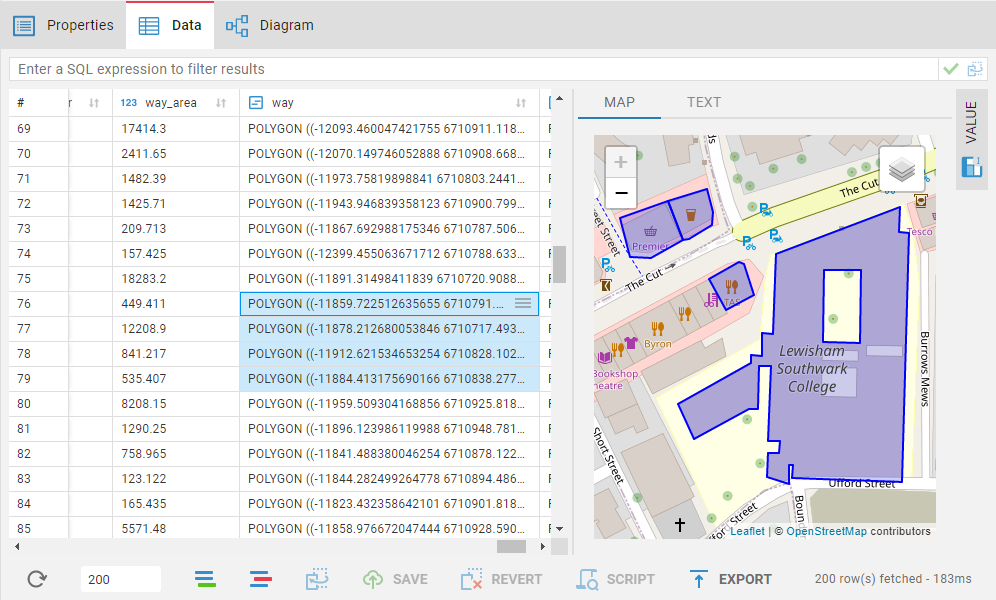 Properties
Data
Diagram
Enter a SQL expression to filter results
# r 123 way_area way
69 17414.3 POLYGON ((-12093.460047421755 6710911.118...
70 2411.65 POLYGON ((-12070.149746052888 6710908.668...
71 1482.39 POLYGON ((-11973.75819898841 6710803.2441...
72 1425.71 POLYGON ((-11943.946839358123 6710900.799...
73 209.713 POLYGON ((-11867.692988175346 6710787.506...
74 157.425 POLYGON ((-12399.455063671712 6710788.633...
75 18283.2 POLYGON ((-11891.31498411839 6710720.9088...
76 449.411 POLYGON ((-11859.722512635655 6710791....
77 12208.9 POLYGON ((-11878.212680053846 6710717.493...
78 841.217 POLYGON ((-11912.621534653254 6710828.102...
79 535.407 POLYGON ((-11884.413175690166 6710838.277...
80 8208.15 POLYGON ((-11959.509304168856 6710925.818...
81 1290.25 POLYGON ((-11896.123986119988 6710948.781...
82 758.965 POLYGON ((-11841.488380046254 6710878.122...
83 123.122 POLYGON ((-11844.282499264778 6710894.486...
84 165.435 POLYGON ((-11823.432358642101 6710901.818...
85 5571.48 POLYGON ((-11858.976672047444 6710928.590...
MAP
TEXT
VALUE
+
−
The Cut
Tesco
Premier
The Cut
TAS
Byron
Bookshop
heatre
Lewisham
Southwark
College
Burrows Mews
Short Street
Ufford Street
Leaflet | © OpenStreetMap contributors
200
SAVE
REVERT
SCRIPT
EXPORT
200 row(s) fetched - 183ms